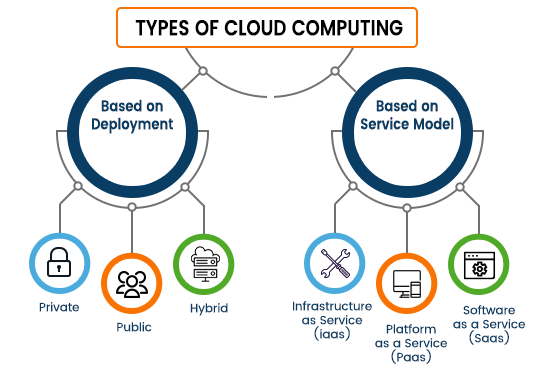 TYPES OF CLOUD COMPUTING
Based on
Deployment
Based on
Service Model
Private
Public
Hybrid
Infrastructure
as Service
(iaas)
Platform
as a Service
(Paas)
Software
as a Service
(Saas)